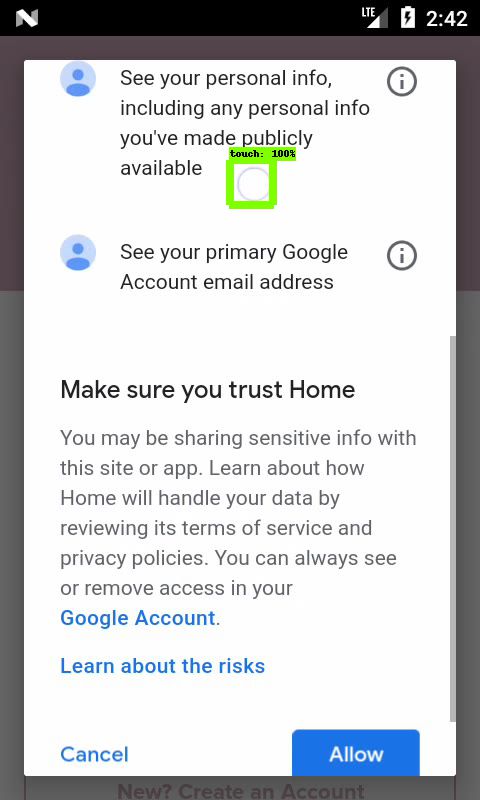 LTE 2:42
See your personal info,
including any personal info
you've made publicly
available
touch: 100%
See your primary Google
Account email address
Make sure you trust Home
You may be sharing sensitive info with
this site or app. Learn about how
Home will handle your data by
reviewing its terms of service and
privacy policies. You can always see
or remove access in your
Google Account.
Learn about the risks
Cancel Allow
New? Create an Account